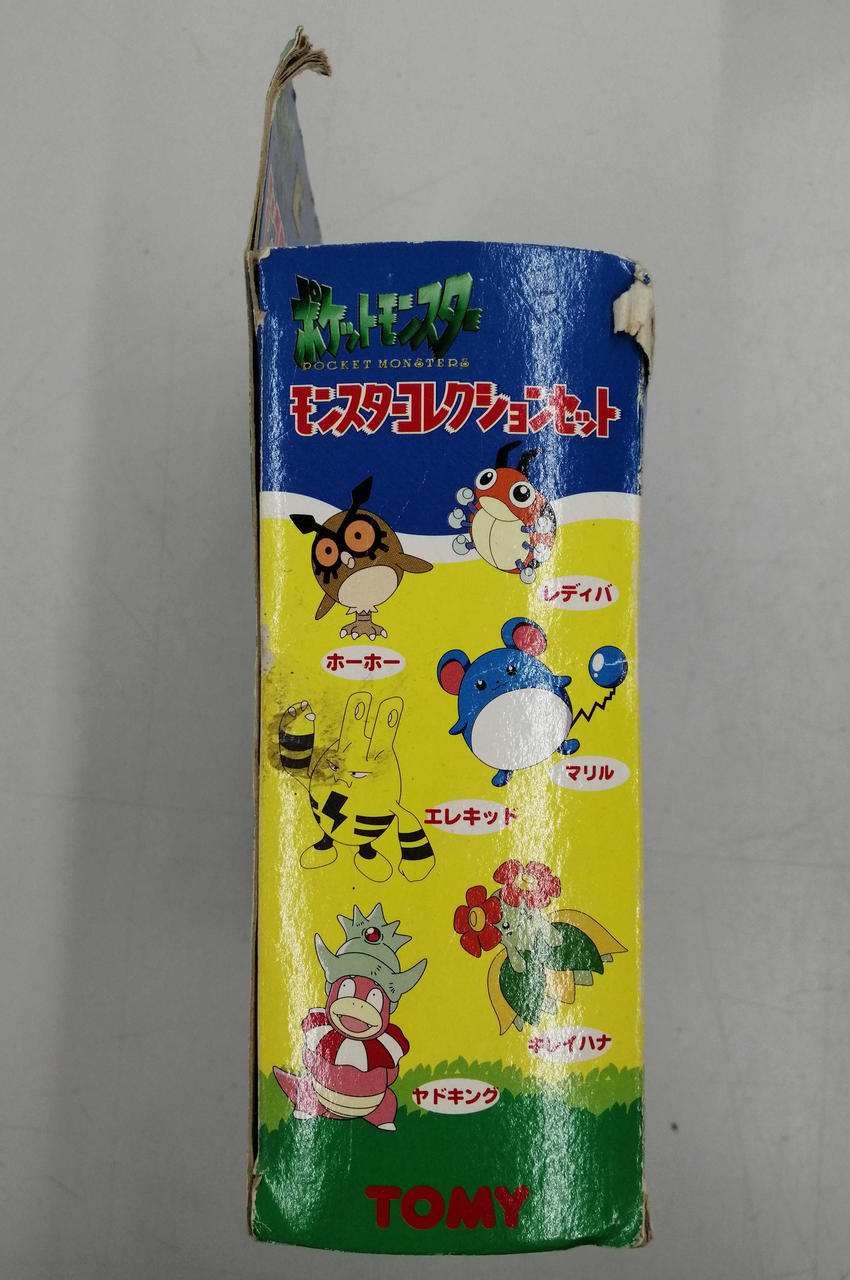 ポケットモンスター
POCKET MONSTERS
モンスターコレクションセット
レディバ
ホーホー
マリル
エレキッド
キレイハナ
ヤドキング
TOMY